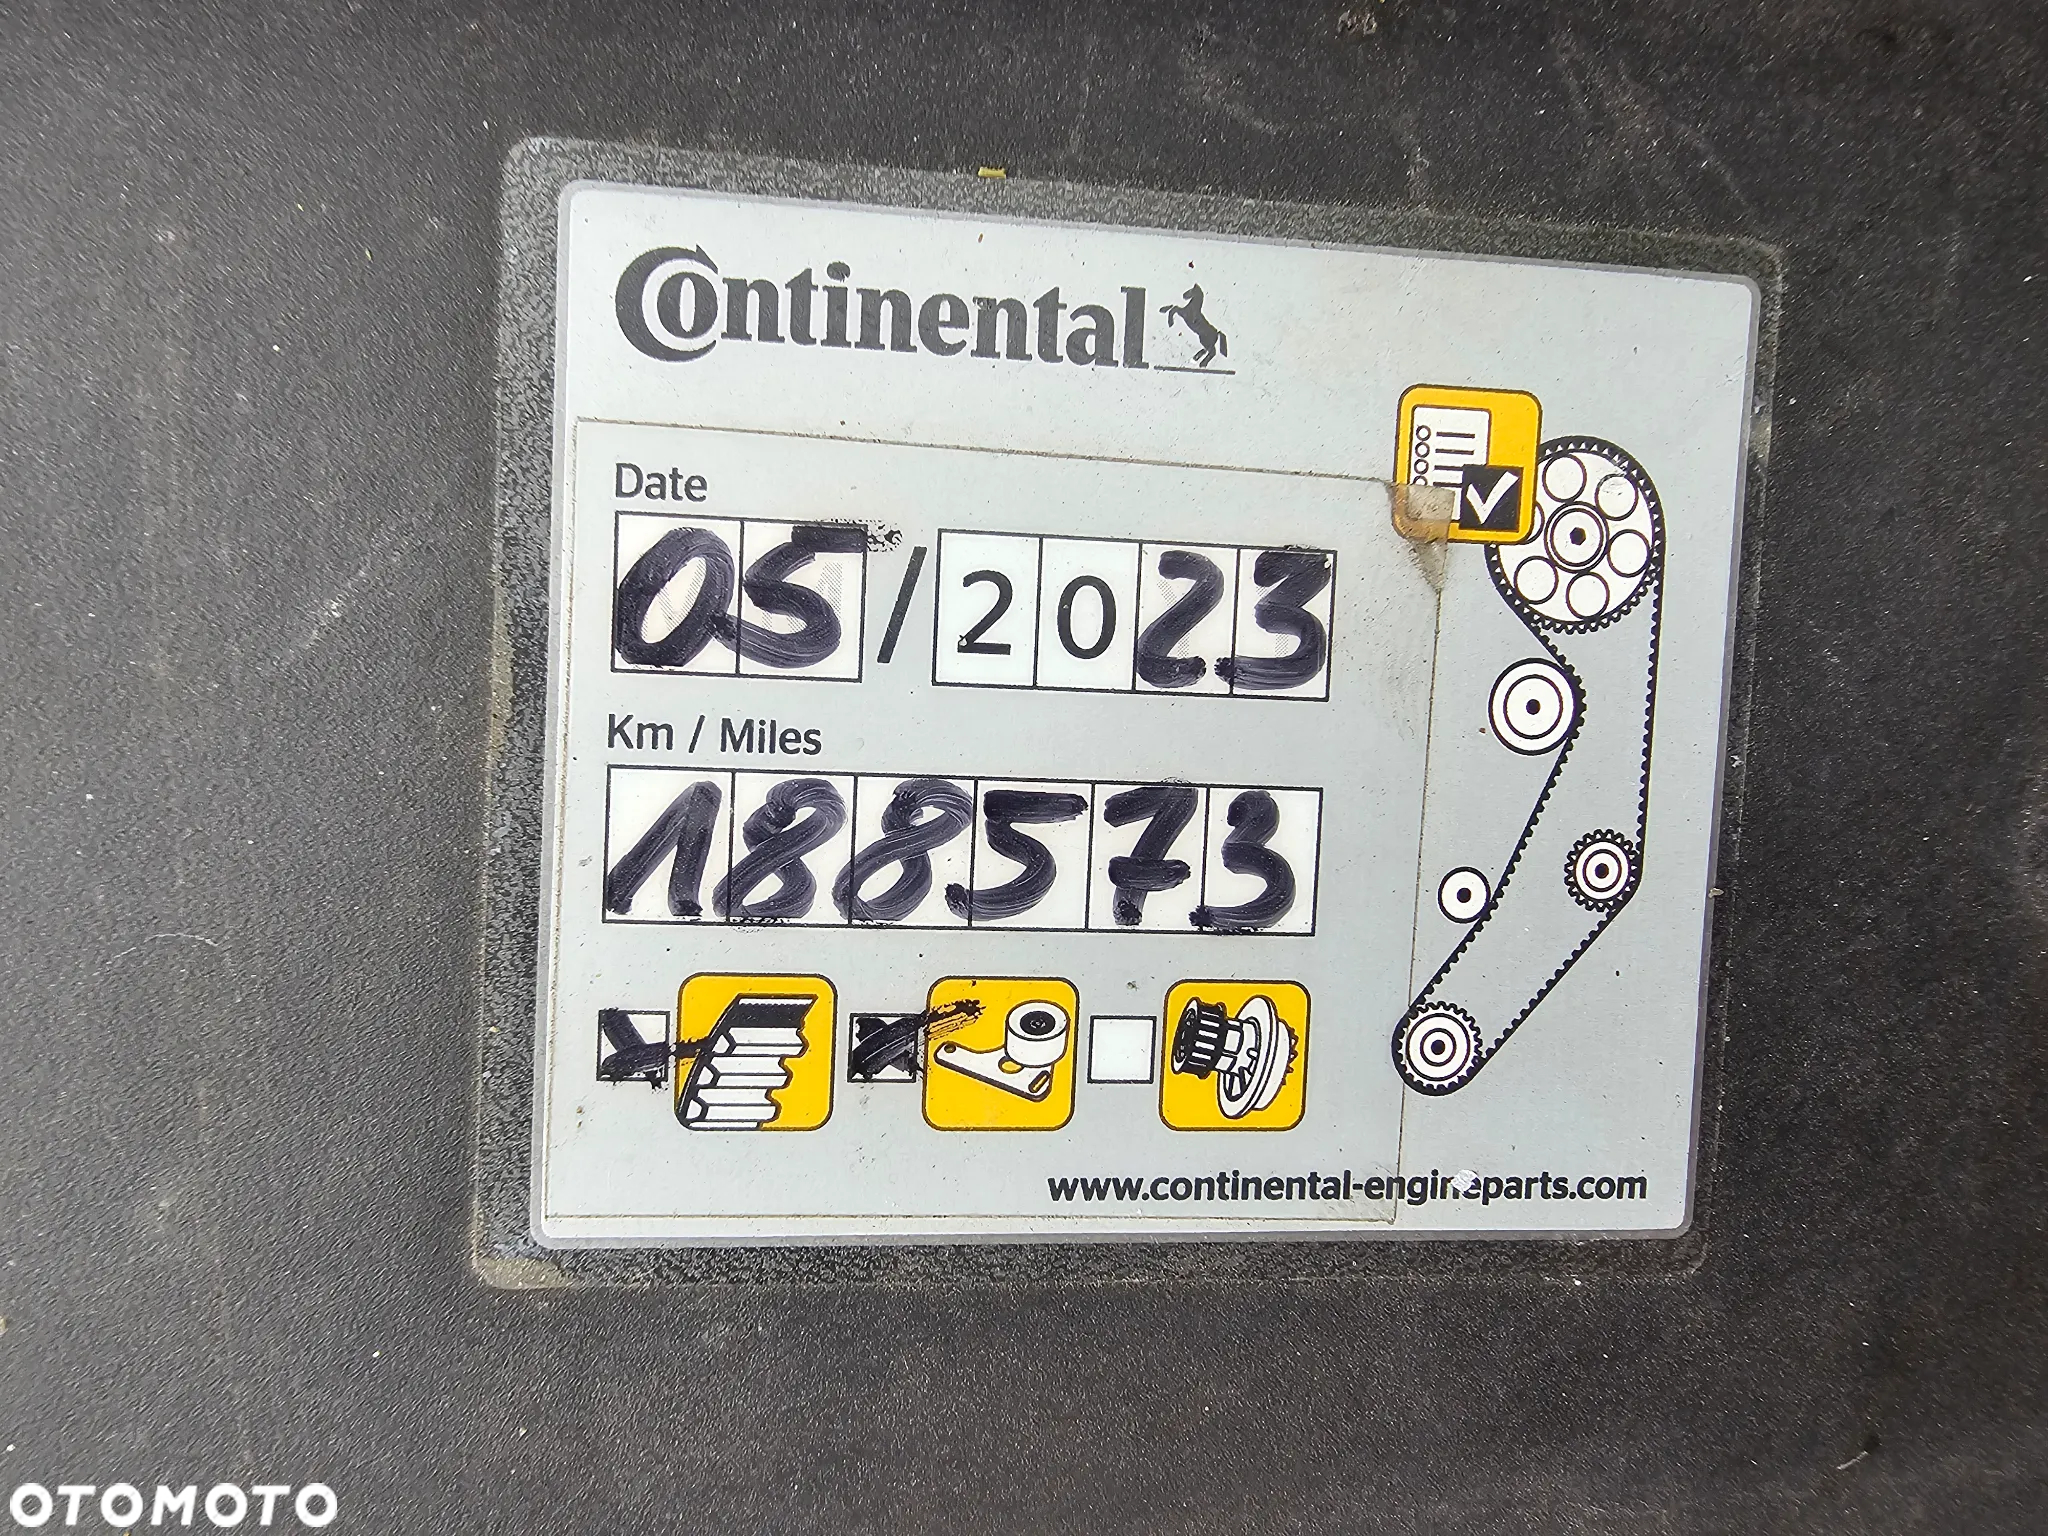 Continental
Date
05/2023
Km / Miles
188573
www.continental-engineparts.com
OTOMOTO